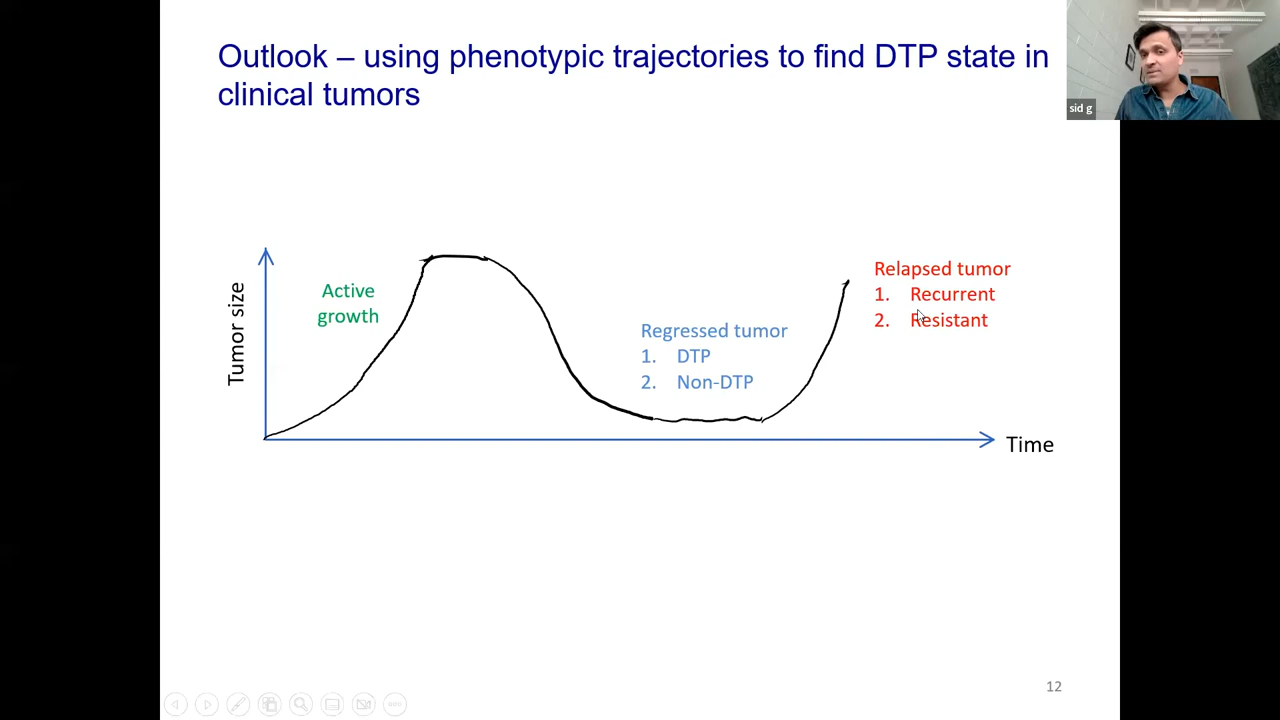 Outlook – using phenotypic trajectories to find DTP state in
clinical tumors
sid g
Tumor size
Active
growth
Regressed tumor
1. DTP
2. Non-DTP
Relapsed tumor
1. Recurrent
2. Resistant
Time
12